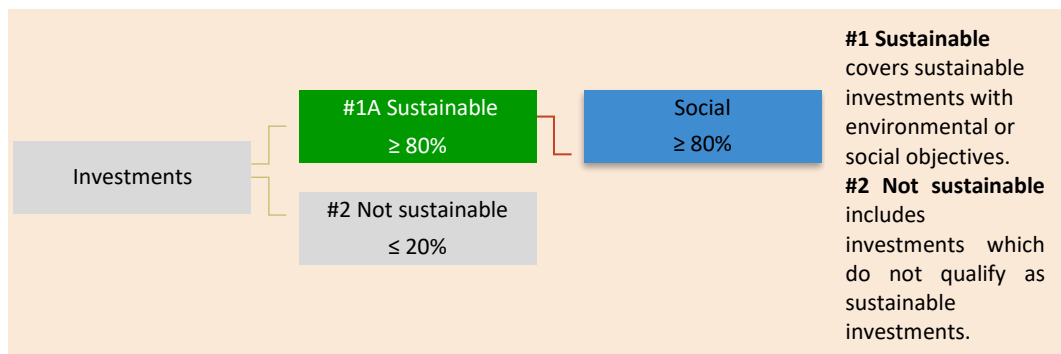 Investments
#1A Sustainable
≥ 80%
#2 Not sustainable
≤ 20%
Social
≥ 80%
#1 Sustainable
covers sustainable
investments with
environmental or
social objectives.
#2 Not sustainable
includes
investments which
do not qualify as
sustainable
investments.